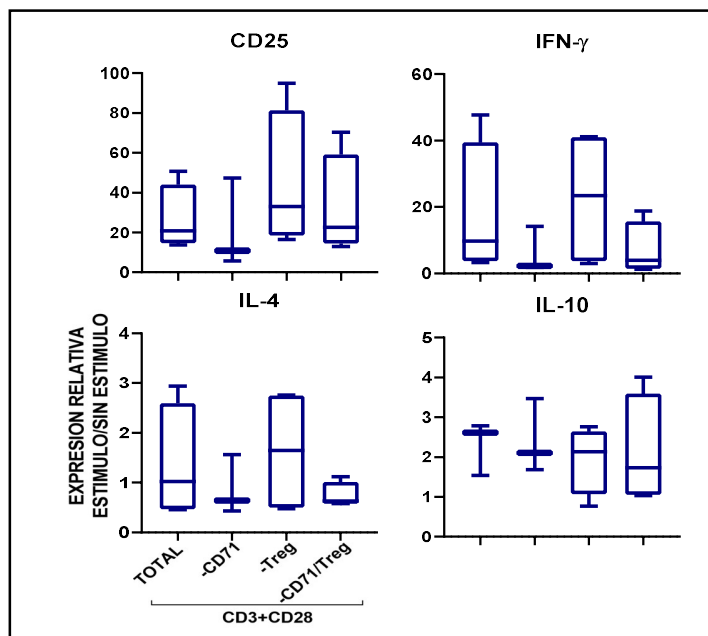 CD25
100
80
60
40
20
0
IFN-γ
60
40
20
0
EXPRESION RELATIVA
ESTIMULO/SIN ESTIMULO
IL-4
4
3
2
1
0
TOTAL
-CD71
-Treg
-CD71/Treg
CD3+CD28
IL-10
5
4
3
2
1
0